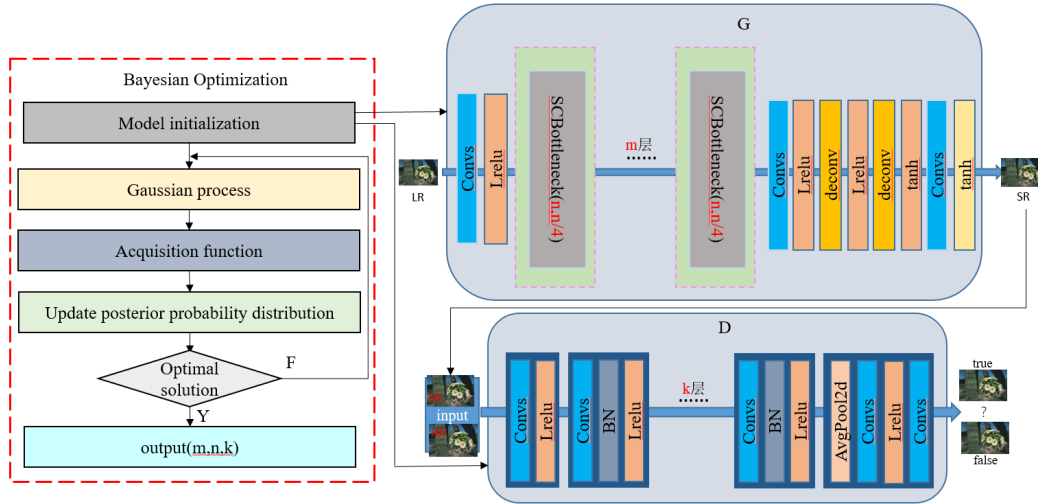 Bayesian Optimization
Model initialization
Gaussian process
Acquisition function
Update posterior probability distribution
Optimal
solution
F
Y
output(m,n,k)
G
LR
Convs
Lrelu
SCBottleneck(n,n/4)
m层
......
SCBottleneck(n,n/4)
Convs
Lrelu
deconv
Lrelu
deconv
tanh
Convs
tanh
SR
D
input
Convs
Lrelu
Convs
BN
Lrelu
k层
......
Convs
BN
Lrelu
AvgPool2d
Convs
Lrelu
Convs
true
?
false